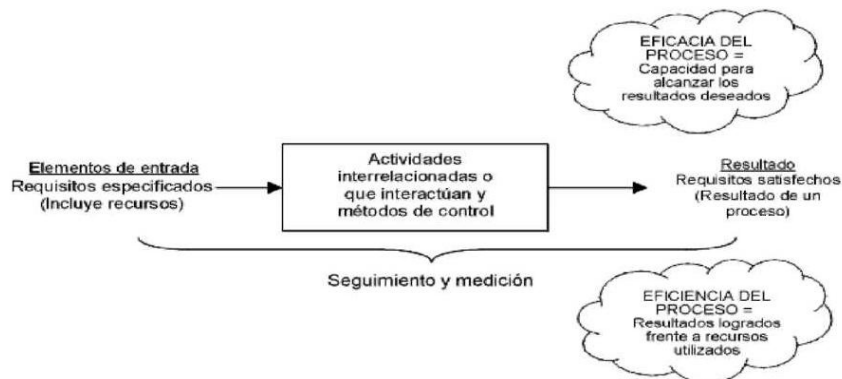 EFICACIA DEL
PROCESO =
Capacidad para
alcanzar los
resultados deseados
Elementos de entrada
Requisitos especificados
(Incluye recursos)
Actividades
interrelacionadas o
que interactúan y
métodos de control
Resultado
Requisitos satisfechos
(Resultado de un
proceso)
Seguimiento y medición
EFICIENCIA DEL
PROCESO =
Resultados logrados
frente a recursos
utilizados